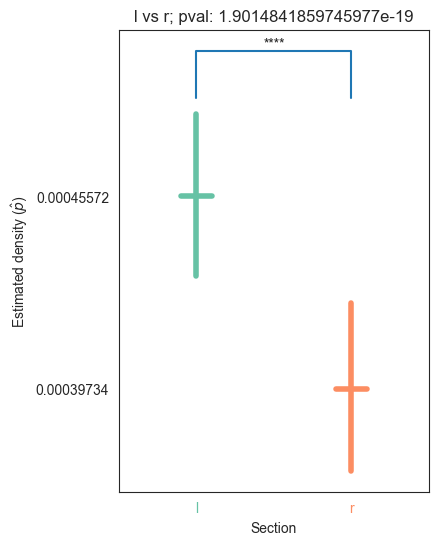 l vs r; pval: 1.9014841859745977e-19
****
Estimated density (p̂)
0.00045572
0.00039734
l
r
Section